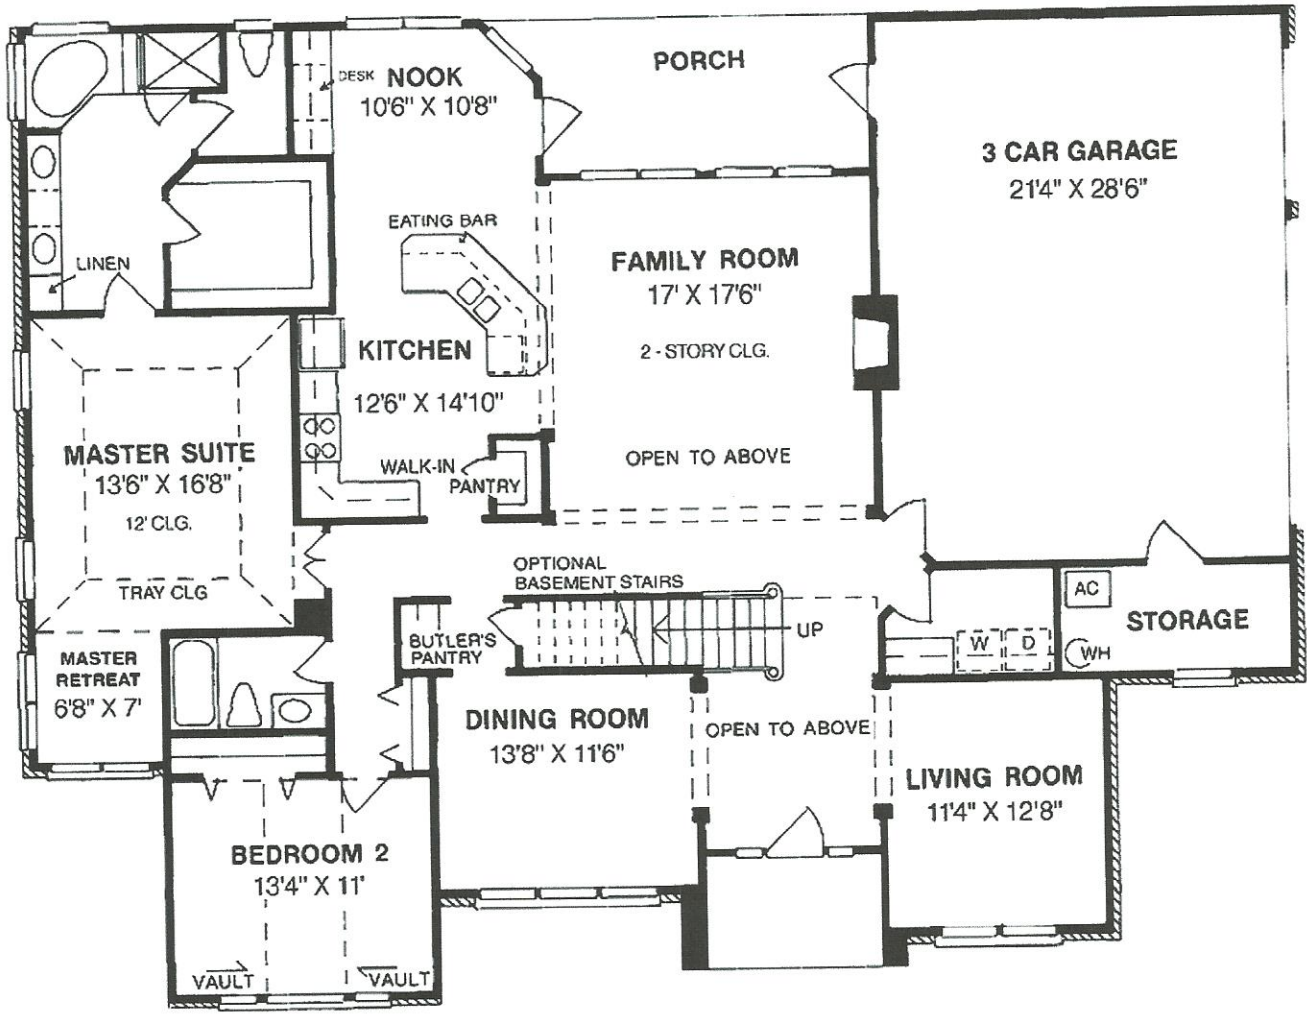 DESK
NOOK
10'6" X 10'8"
PORCH
3 CAR GARAGE
21'4" X 28'6"
EATING BAR
LINEN
FAMILY ROOM
17' X 17'6"
2 - STORY CLG.
OPEN TO ABOVE
KITCHEN
12'6" X 14'10"
WALK-IN
PANTRY
MASTER SUITE
13'6" X 16'8"
12' CLG.
TRAY CLG
OPTIONAL
BASEMENT STAIRS
UP
BUTLER'S
PANTRY
W
D
AC
WH
STORAGE
MASTER
RETREAT
6'8" X 7'
DINING ROOM
13'8" X 11'6"
OPEN TO ABOVE
LIVING ROOM
11'4" X 12'8"
BEDROOM 2
13'4" X 11'
VAULT
VAULT